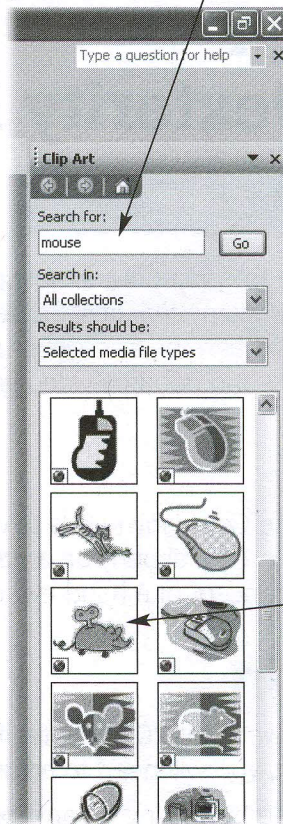 Type a question for help
Clip Art
Search for:
mouse
Go
Search in:
All collections
Results should be:
Selected media file types